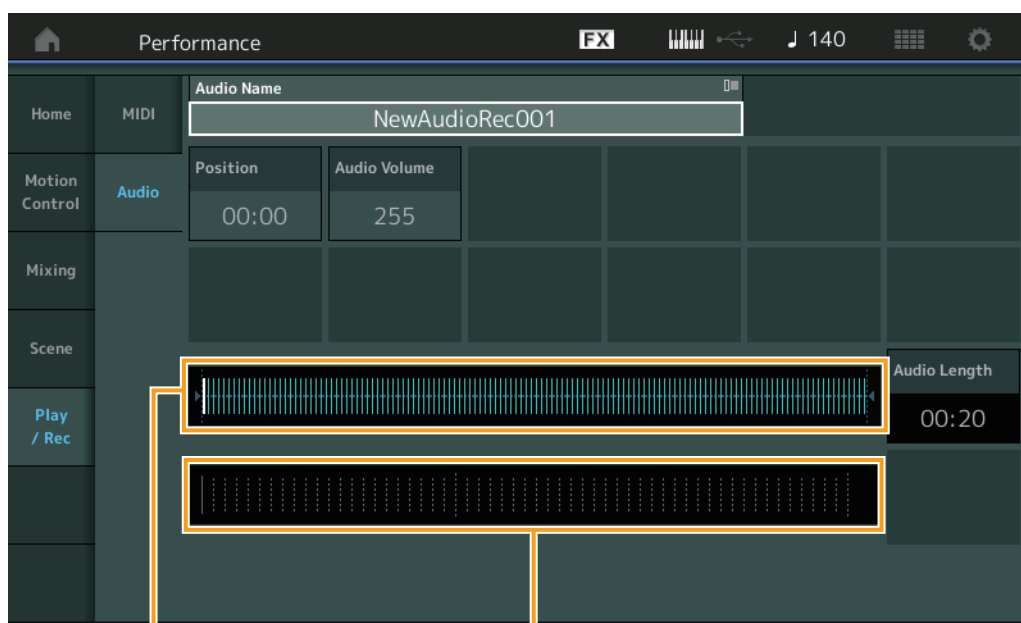 Performance
FX
♩ 140
Home
MIDI
Audio Name
NewAudioRec001
Motion
Control
Audio
Position
00:00
Audio Volume
255
Mixing
Scene
Play
/ Rec
Audio Length
00:20